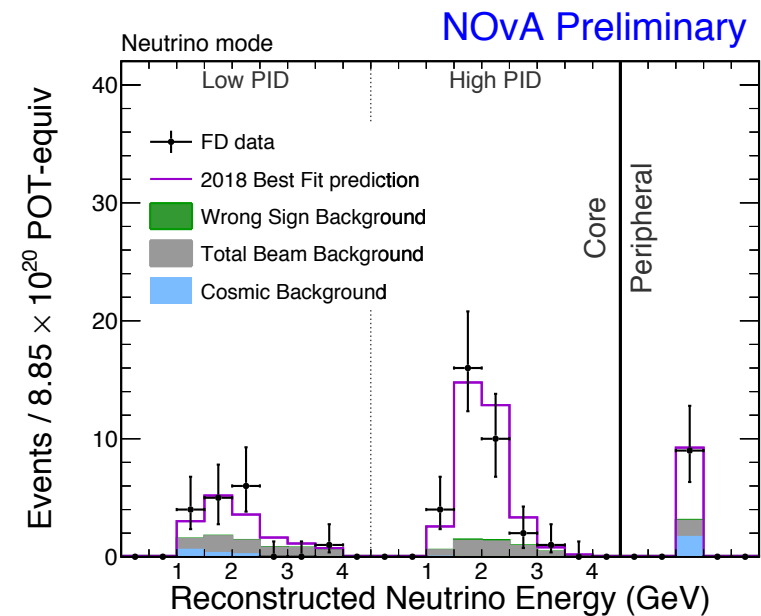 NOvA Preliminary
Neutrino mode
Low PID
High PID
FD data
2018 Best Fit prediction
Wrong Sign Background
Total Beam Background
Cosmic Background
Core
Peripheral
Events / 8.85 × 10²⁰ POT-equiv
40
30
20
10
0
1 2 3 4 1 2 3 4
Reconstructed Neutrino Energy (GeV)